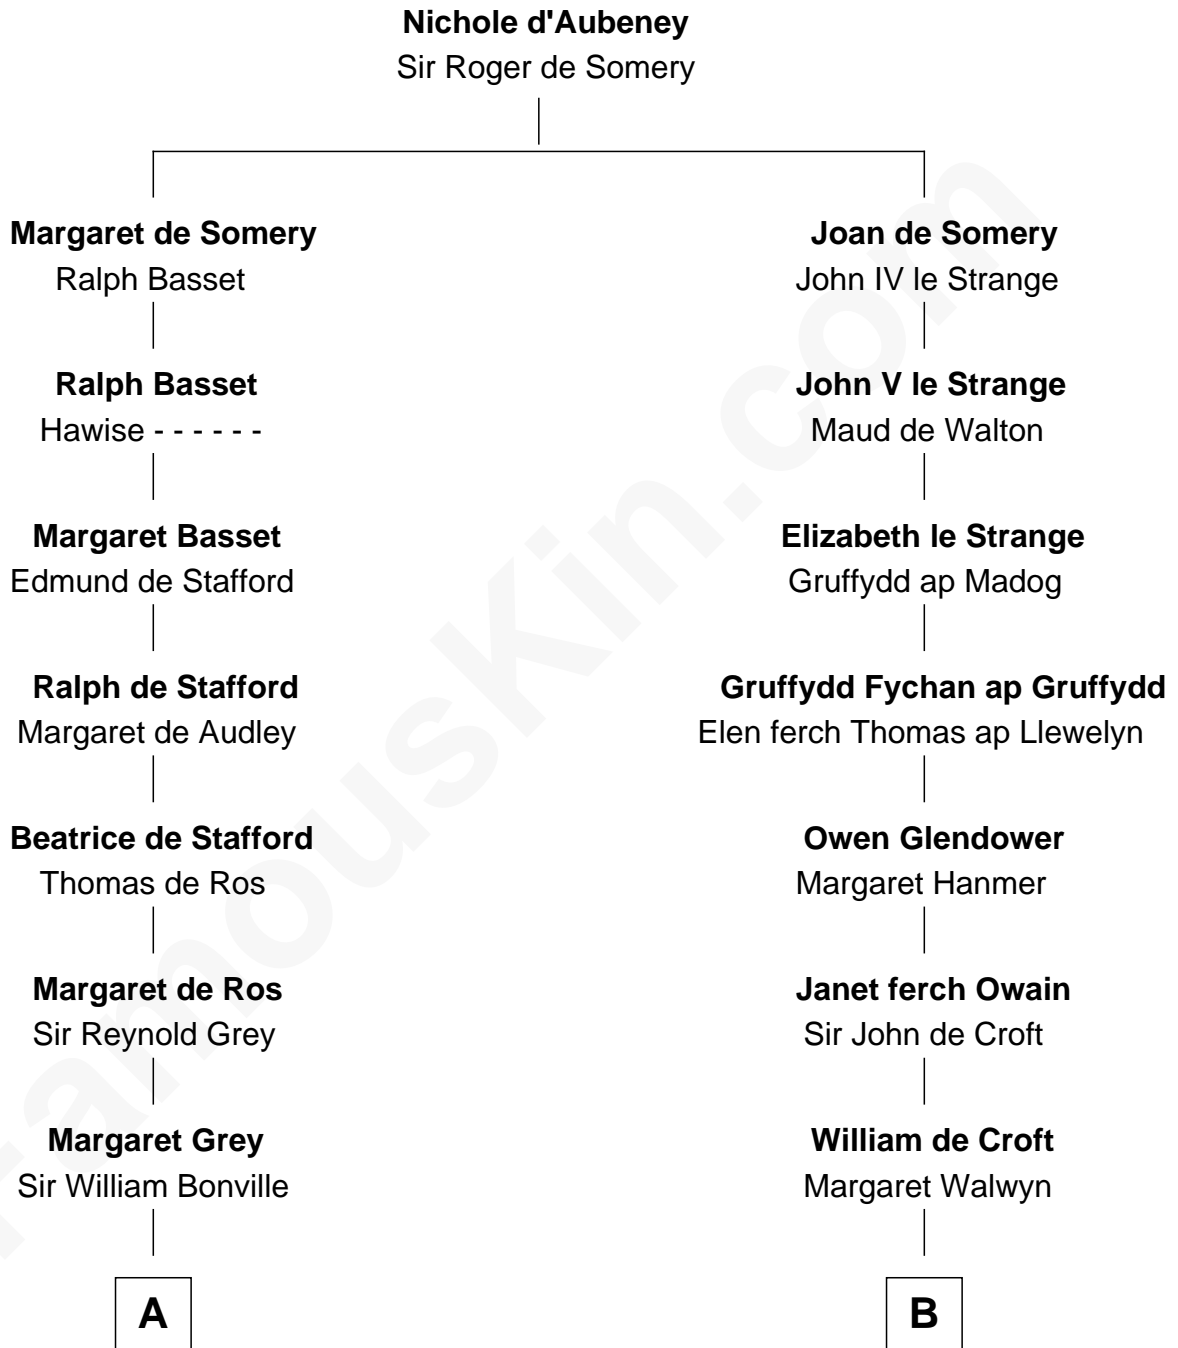 Nichole d'Aubeney
Sir Roger de Somery
Margaret de Somery
Ralph Basset
Joan de Somery
John IV le Strange
Ralph Basset
Hawise - - - - - -
John V le Strange
Maud de Walton
Margaret Basset
Edmund de Stafford
Elizabeth le Strange
Gruffydd ap Madog
Ralph de Stafford
Margaret de Audley
Gruffydd Fychan ap Gruffydd
Elen ferch Thomas ap Llewelyn
Beatrice de Stafford
Thomas de Ros
Owen Glendower
Margaret Hanmer
Margaret de Ros
Sir Reynold Grey
Janet ferch Owain
Sir John de Croft
Margaret Grey
Sir William Bonville
William de Croft
Margaret Walwyn
A
B
FamousKin.com